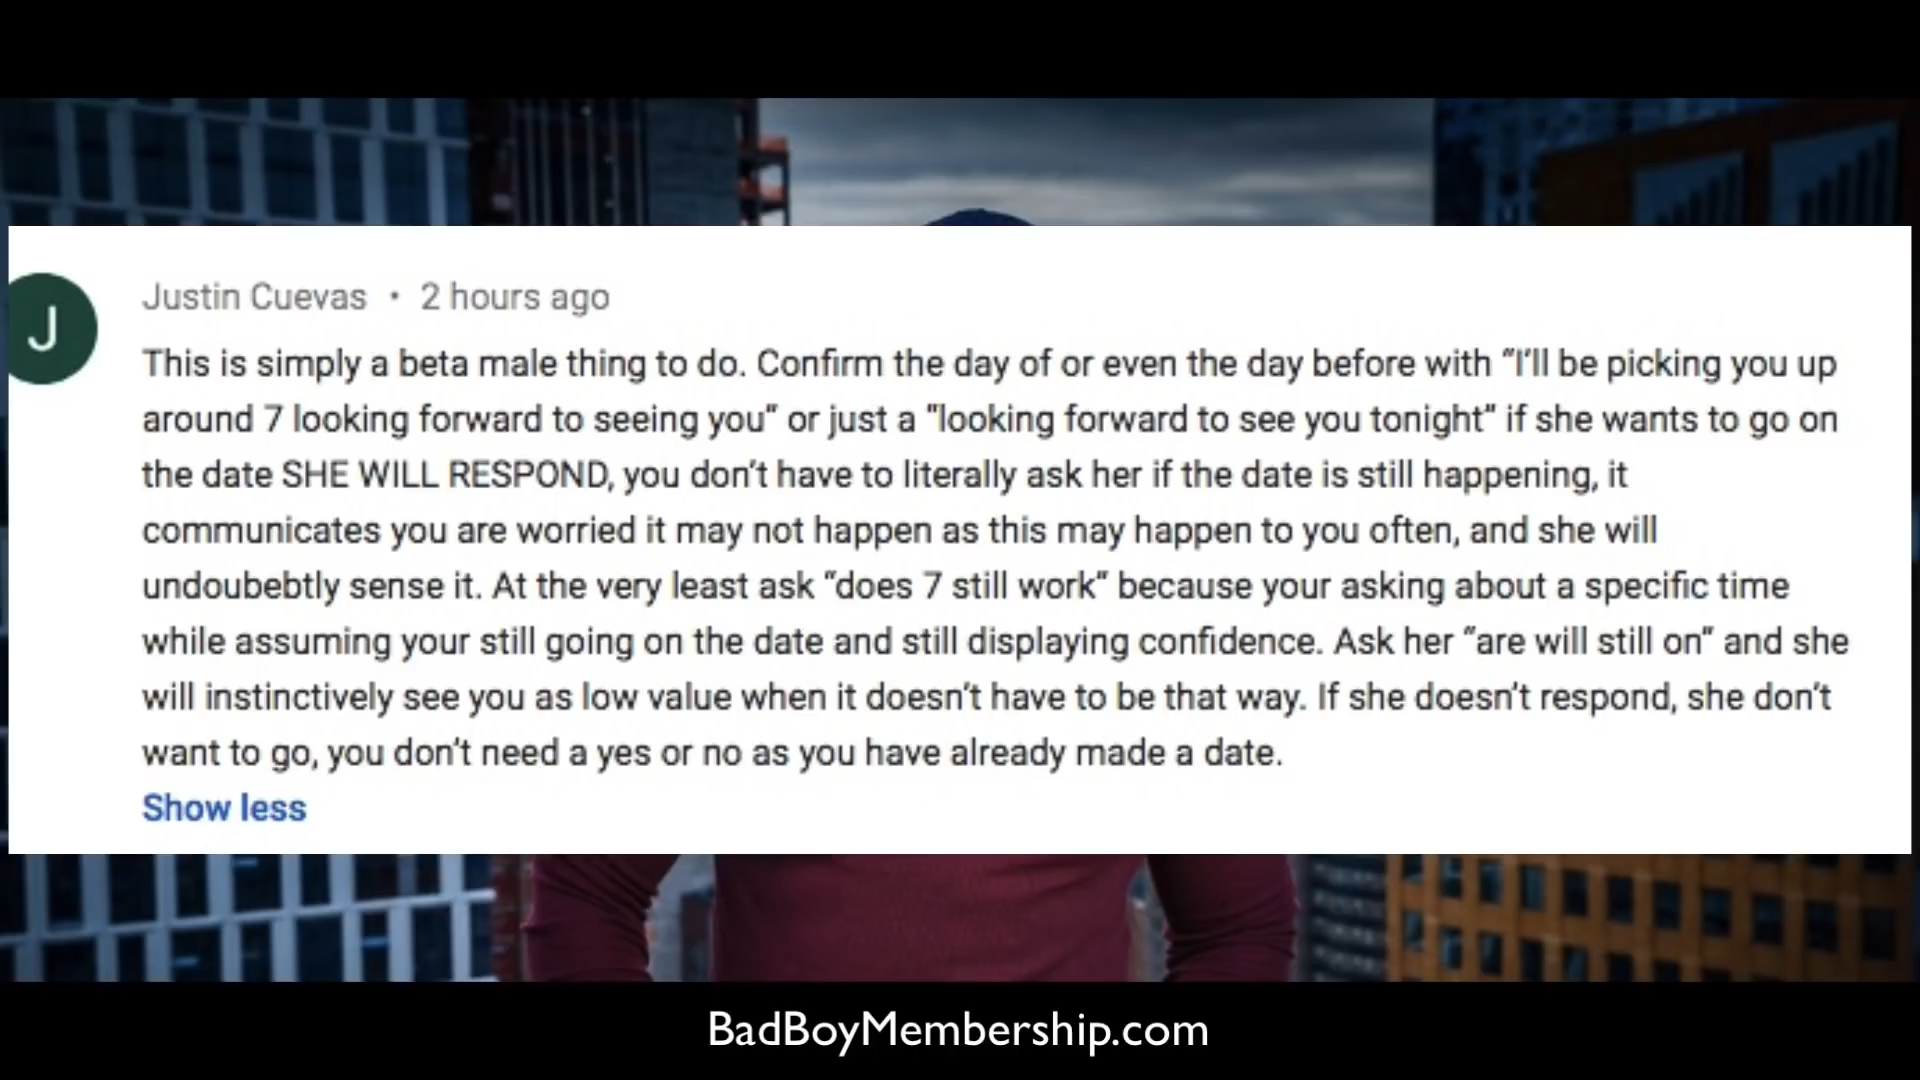 J
Justin Cuevas • 2 hours ago
This is simply a beta male thing to do. Confirm the day of or even the day before with “I’ll be picking you up
around 7 looking forward to seeing you” or just a “looking forward to see you tonight” if she wants to go on
the date SHE WILL RESPOND, you don’t have to literally ask her if the date is still happening, it
communicates you are worried it may not happen as this may happen to you often, and she will
undoubebtly sense it. At the very least ask “does 7 still work” because your asking about a specific time
while assuming your still going on the date and still displaying confidence. Ask her “are will still on” and she
will instinctively see you as low value when it doesn’t have to be that way. If she doesn’t respond, she don’t
want to go, you don’t need a yes or no as you have already made a date.
Show less
BadBoyMembership.com